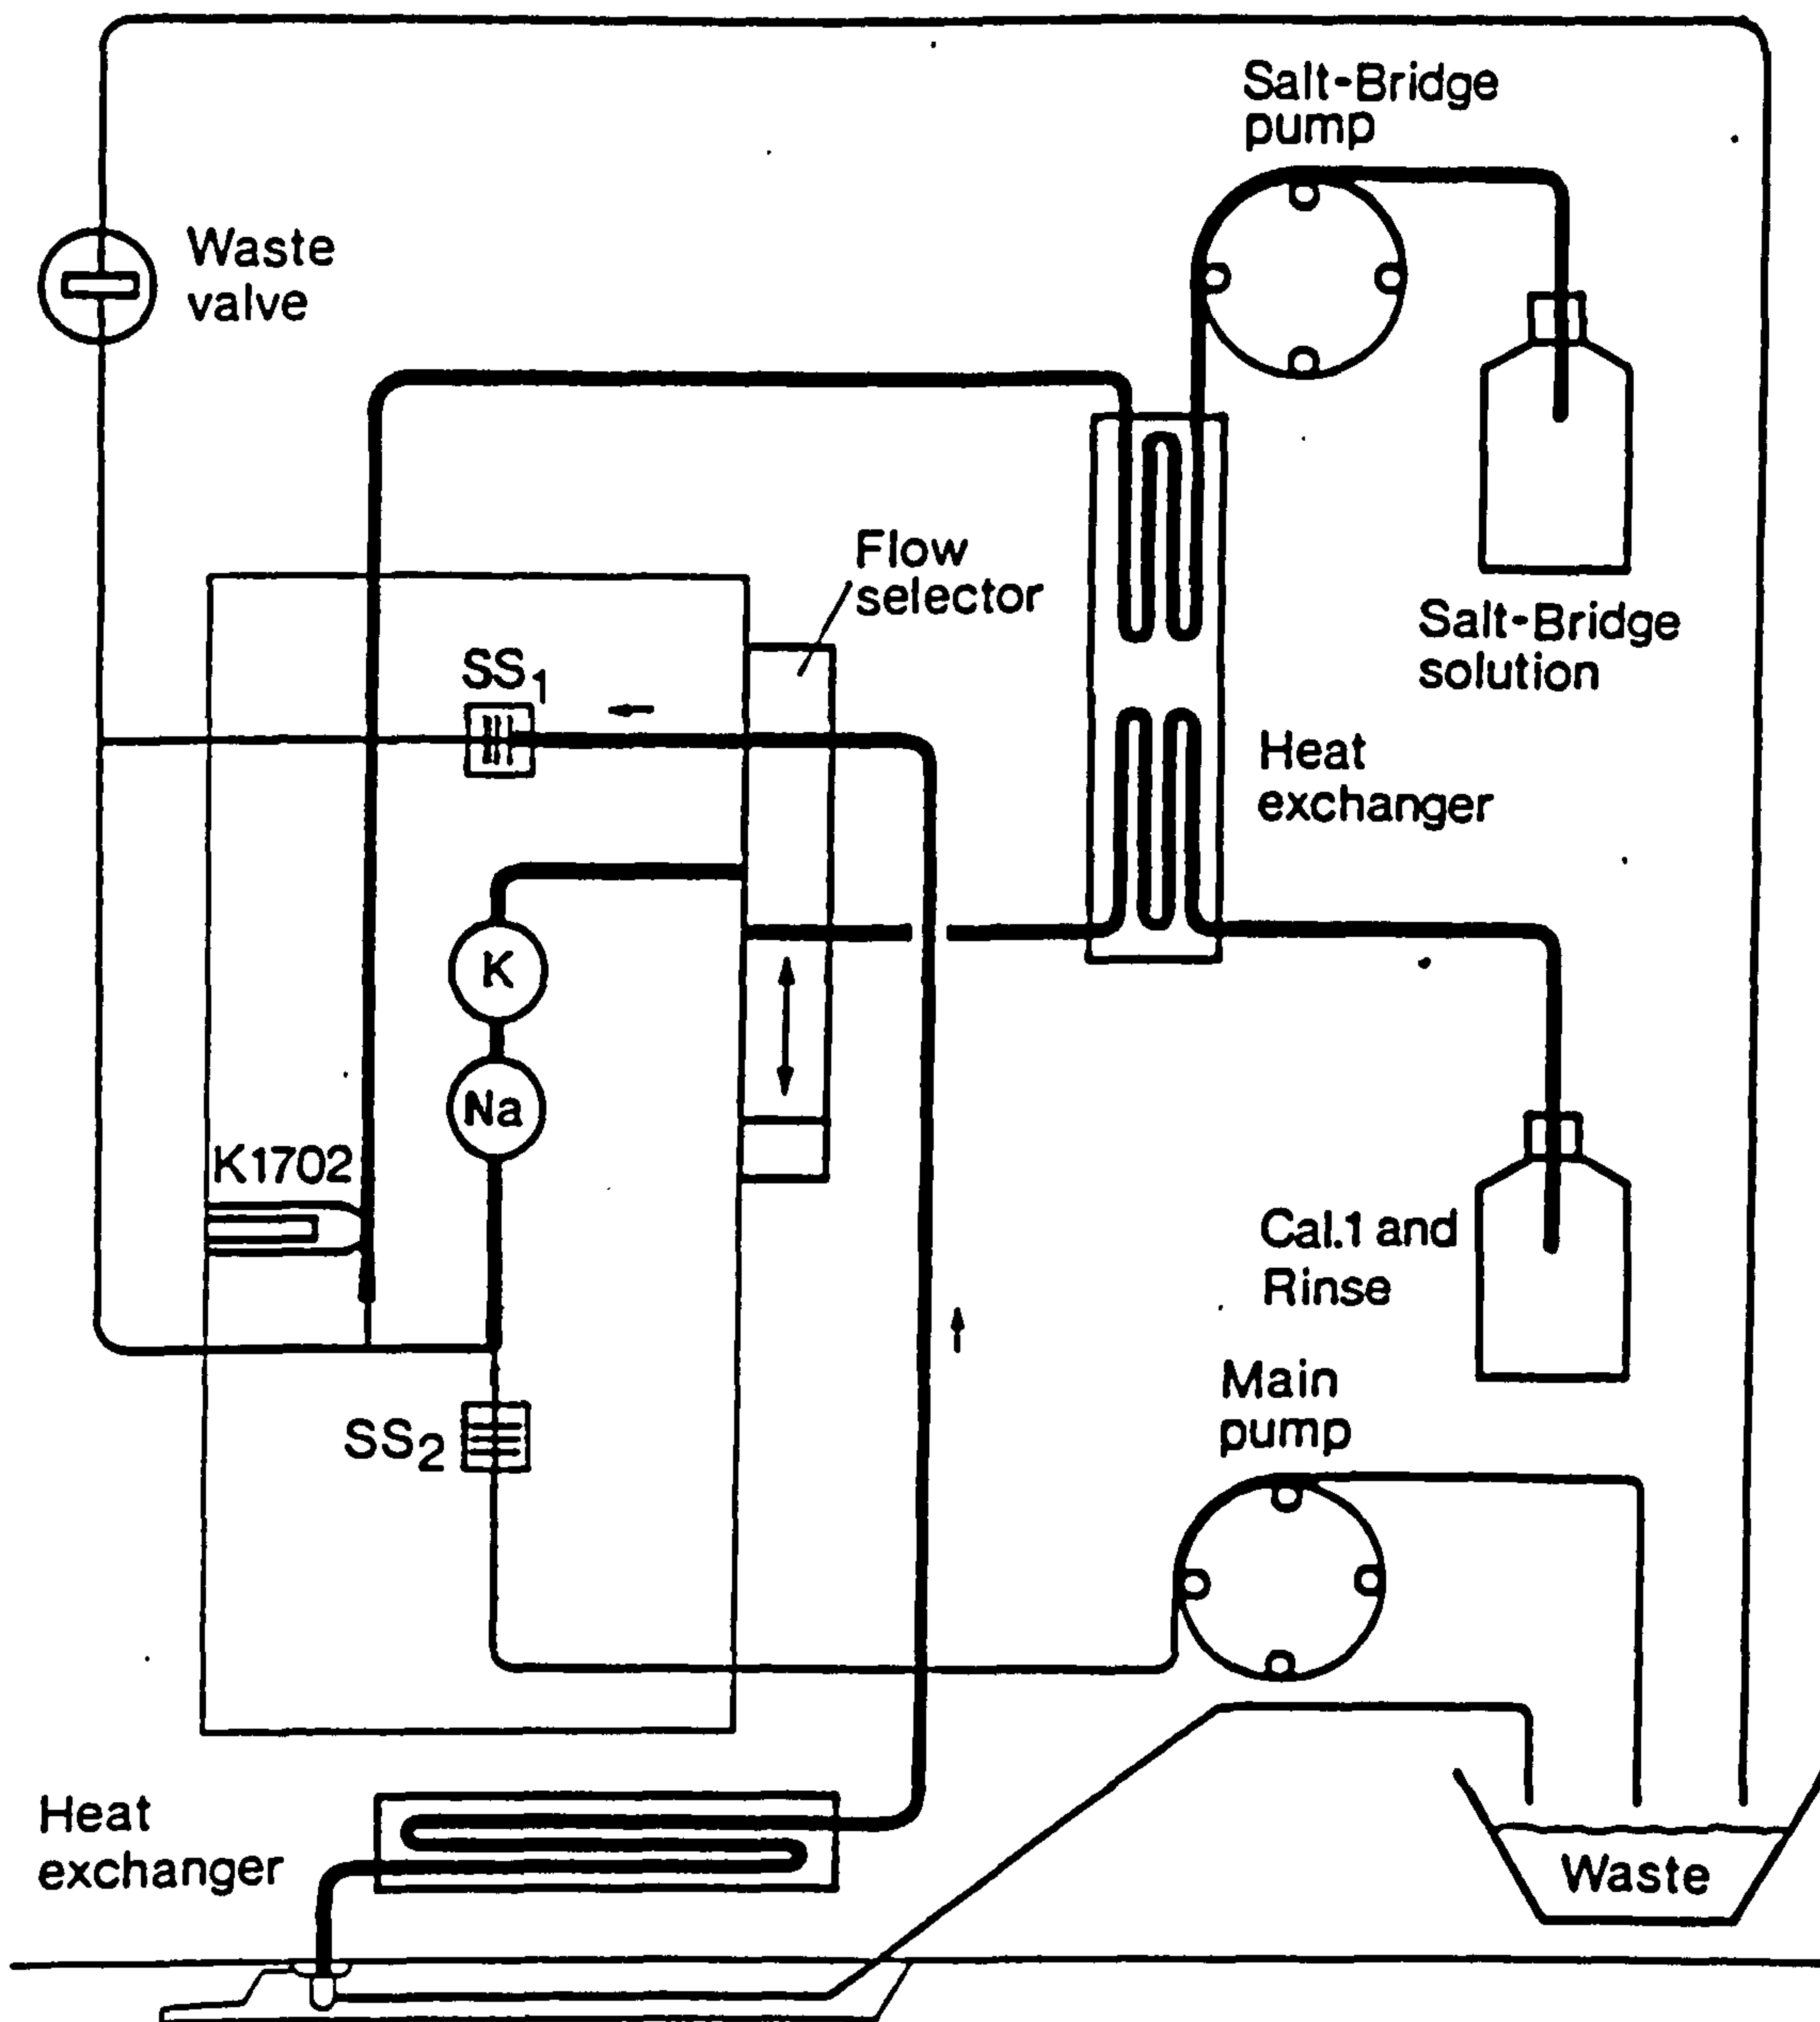 Salt-Bridge
pump
Waste
valve
Flow
selector
Salt-Bridge
solution
SS1
Heat
exchanger
K
Na
K1702
Cal.1 and
Rinse
Main
pump
SS2
Heat
exchanger
Waste